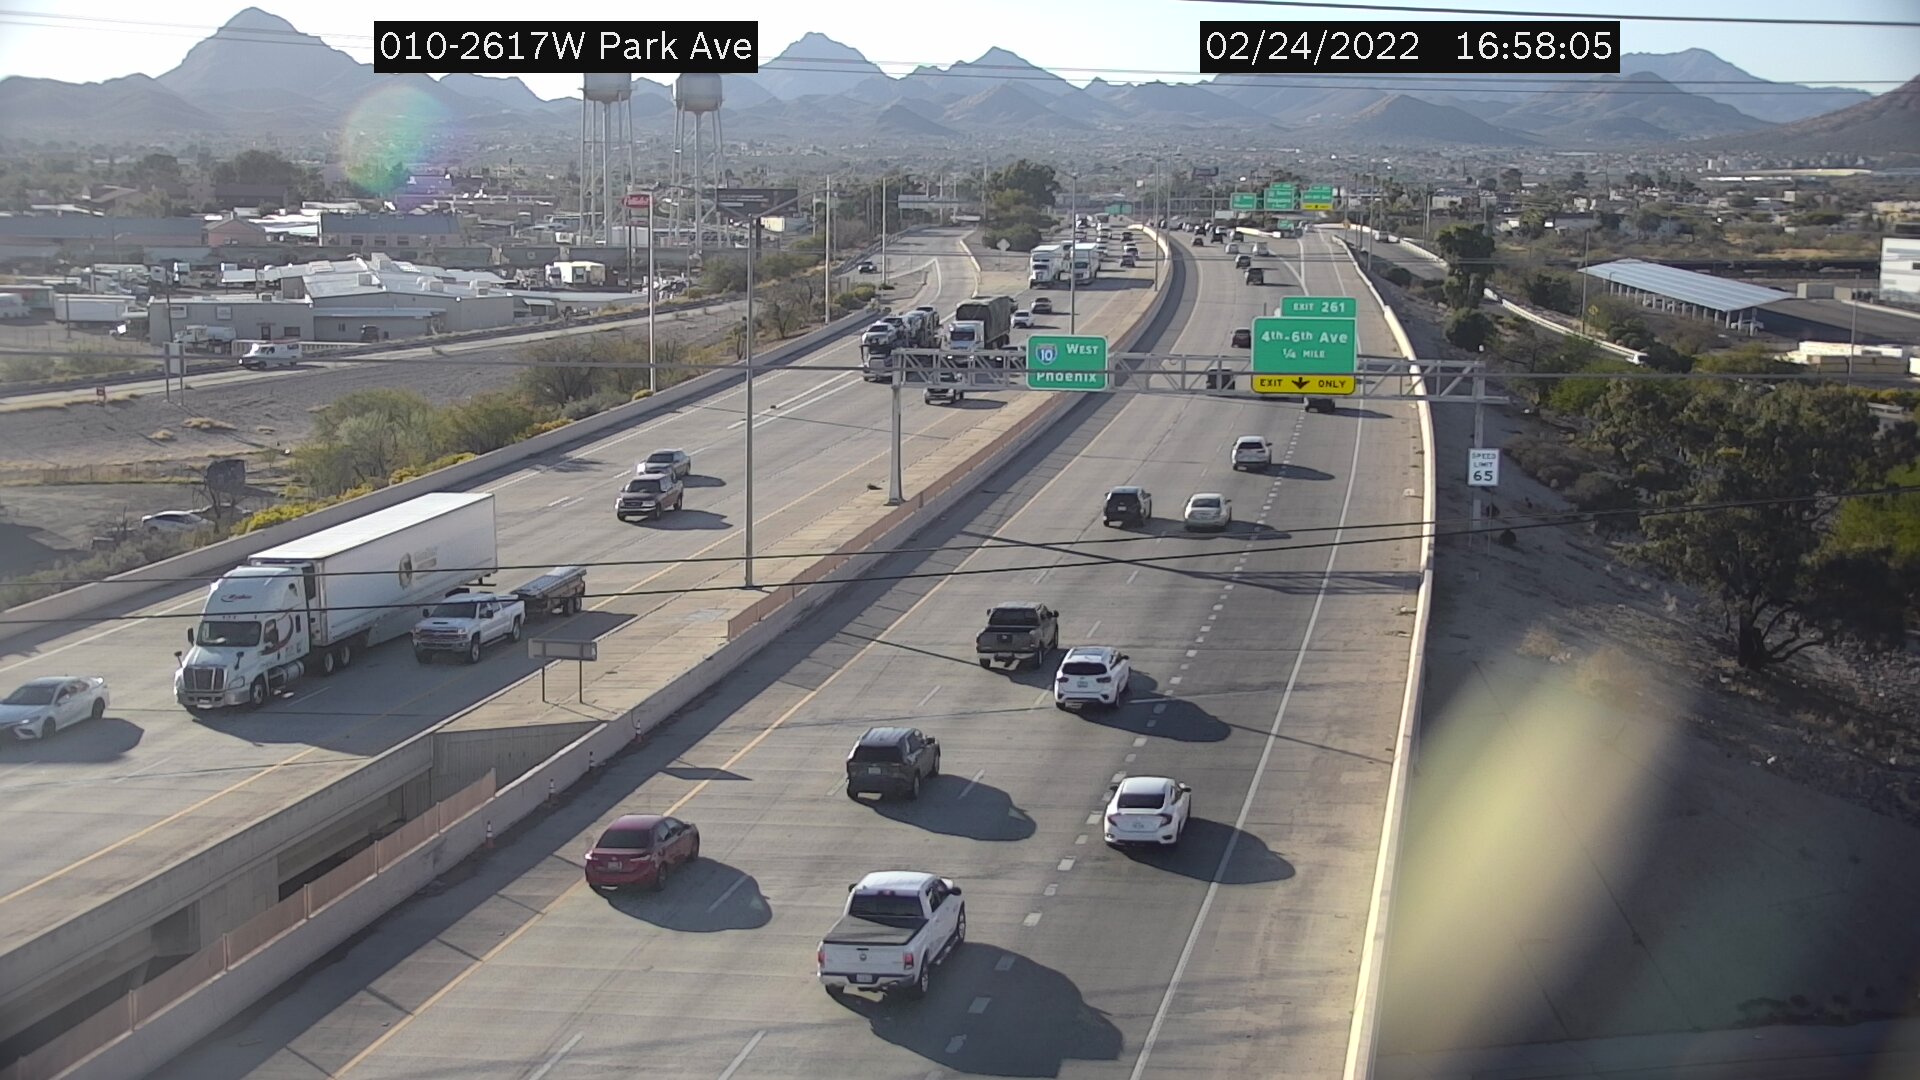 010-2617W Park Ave
02/24/2022 16:58:05
EXIT 261
4th-6th Ave
1/4 MILE
EXIT ONLY
10 WEST
Phoenix
SPEED
LIMIT
65